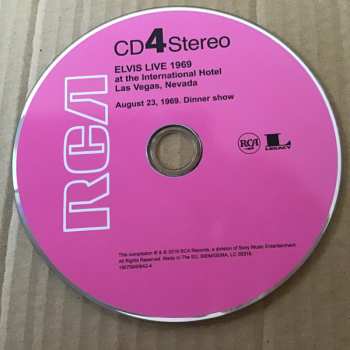 CD4Stereo
ELVIS LIVE 1969
at the International Hotel
Las Vegas, Nevada
August 23, 1969. Dinner show
RCA
RCA
LEGACY
This compilation ℗ & © 2019 RCA Records, a division of Sony Music Entertainment.
All Rights Reserved. Made in The EU. BIEM/GEMA, LC 00316.